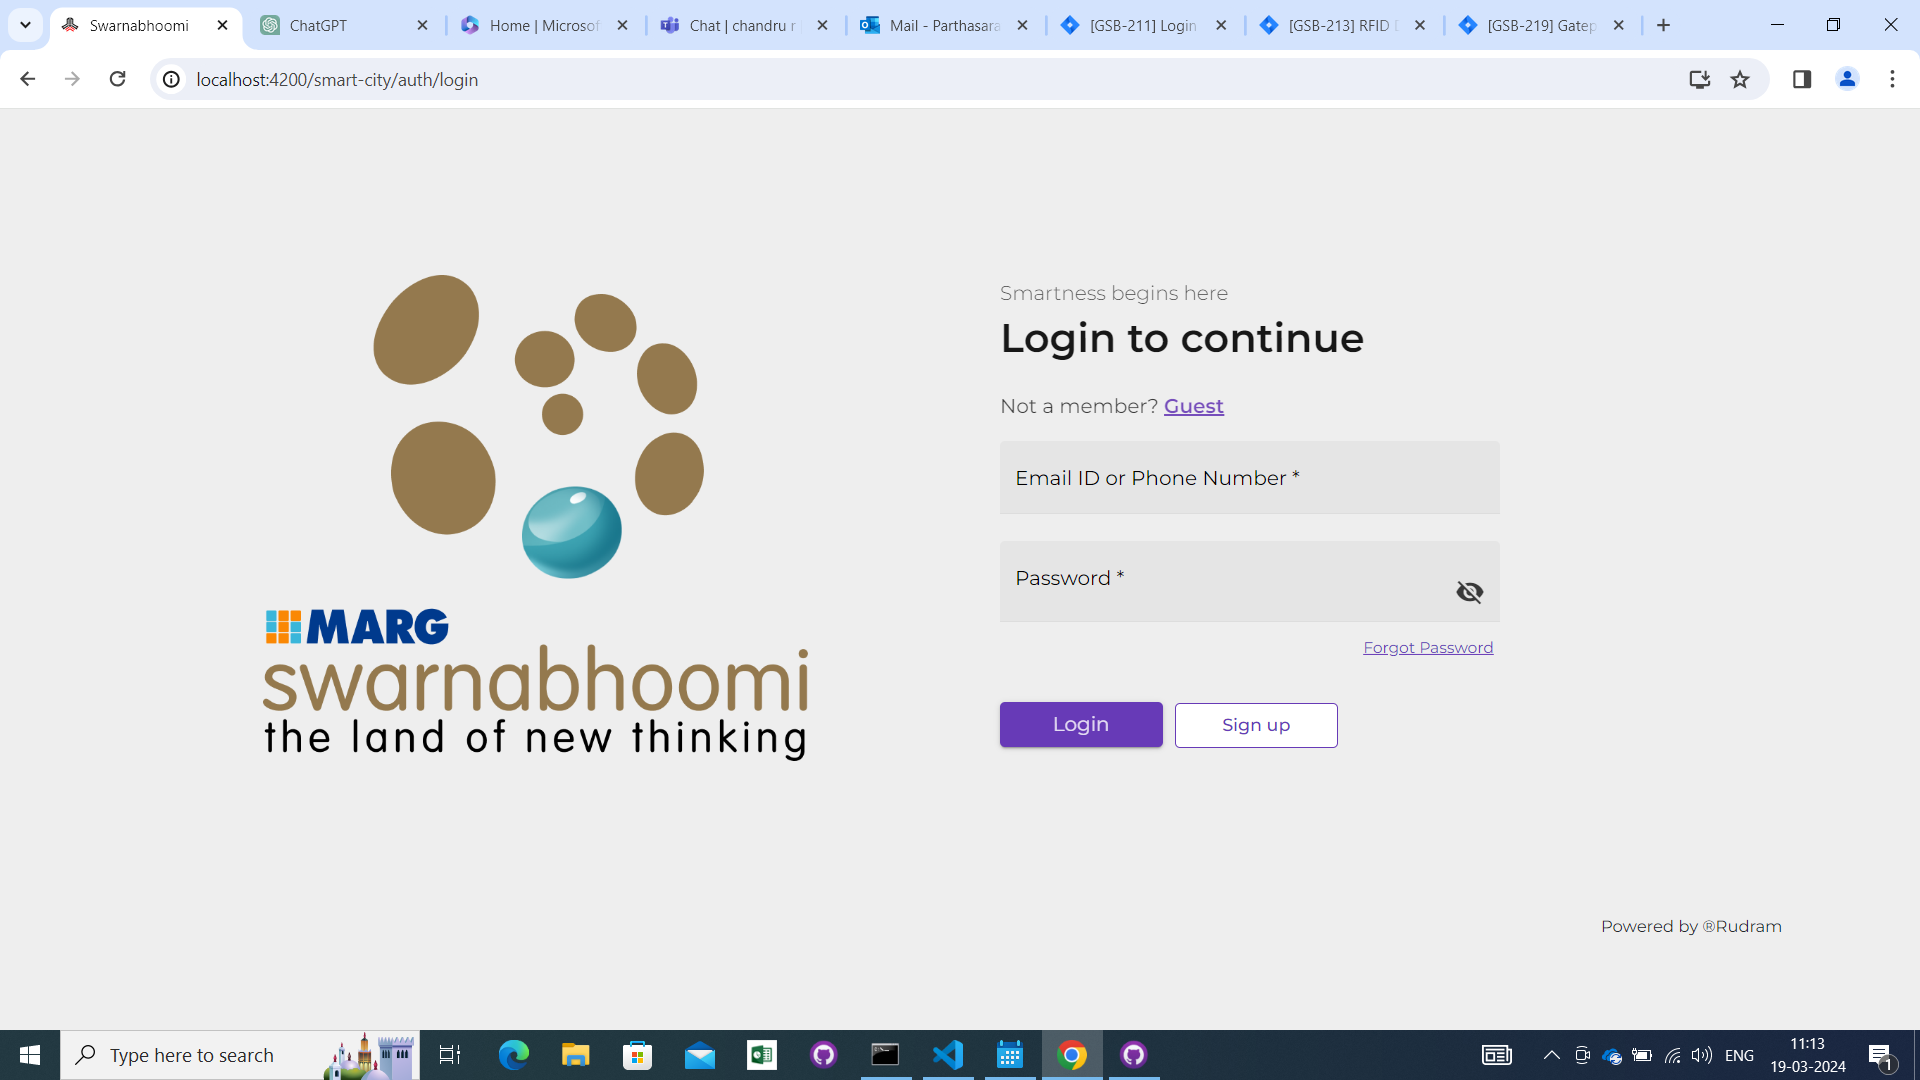 Swarnabhoomi
ChatGPT
Home | Microsof
Chat | chandru r
Mail - Parthasara
[GSB-211] Login
[GSB-213] RFID
[GSB-219] Gatep
localhost:4200/smart-city/auth/login
Smartness begins here
Login to continue
Not a member? Guest
Email ID or Phone Number *
Password *
Forgot Password
Login
Sign up
MARG
swarnabhoomi
the land of new thinking
Powered by ®Rudram
Type here to search
ENG
11:13
19-03-2024
1